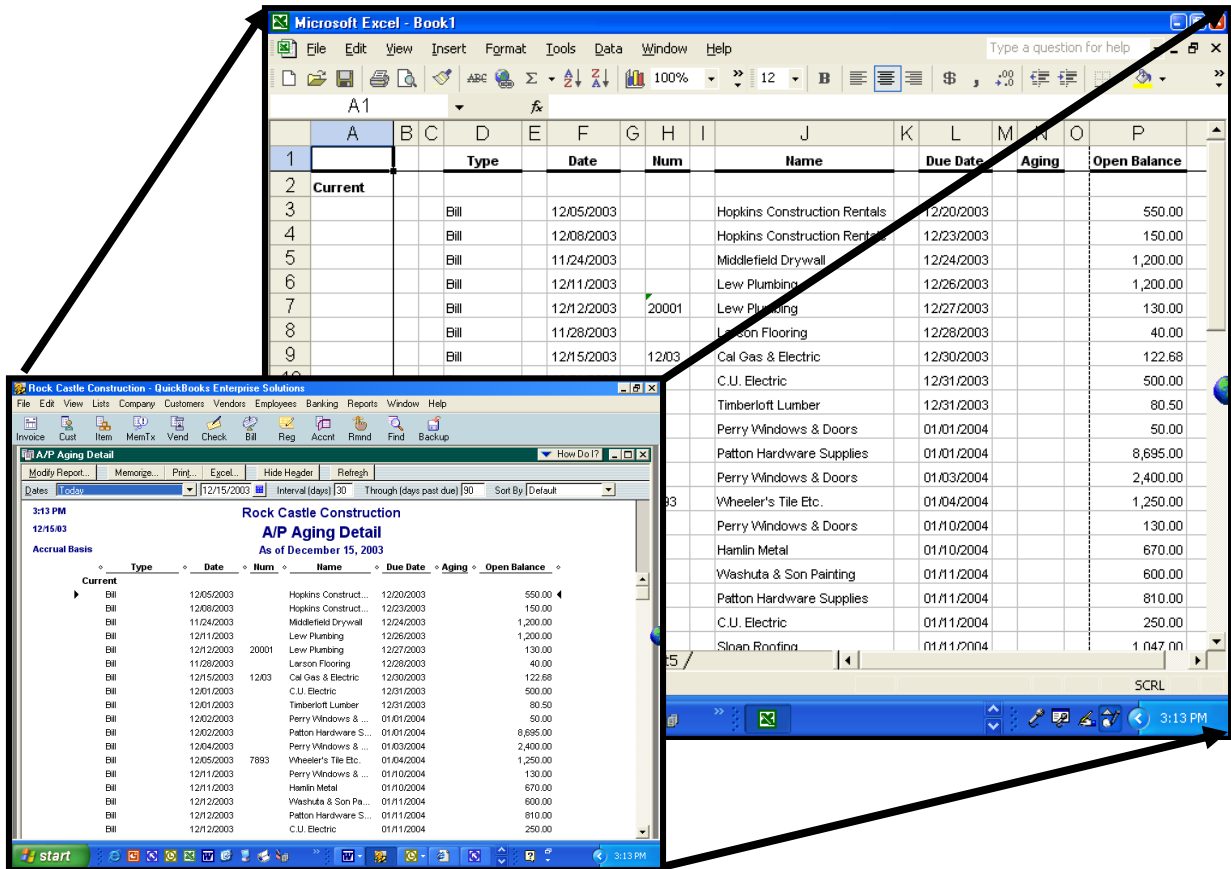 Microsoft Excel - Book1
File Edit View Insert Format Tools Data Window Help Type a question for help
ABC Σ 100% » 12 B $ , »
A1 fx
A B C D E F G H I J K L M N O P
1 Type Date Num Name Due Date Aging Open Balance
2 Current
3 Bill 12/05/2003 Hopkins Construction Rentals 12/20/2003 550.00
4 Bill 12/08/2003 Hopkins Construction Rentals 12/23/2003 150.00
5 Bill 11/24/2003 Middlefield Drywall 12/24/2003 1,200.00
6 Bill 12/11/2003 Lew Plumbing 12/26/2003 1,200.00
7 Bill 12/12/2003 20001 Lew Plumbing 12/27/2003 130.00
8 Bill 11/28/2003 Larson Flooring 12/28/2003 40.00
9 Bill 12/15/2003 12/03 Cal Gas & Electric 12/30/2003 122.68
C.U. Electric 12/31/2003 500.00
Timberloft Lumber 12/31/2003 80.50
Perry Windows & Doors 01/01/2004 50.00
Patton Hardware Supplies 01/01/2004 8,695.00
Perry Windows & Doors 01/03/2004 2,400.00
93 Wheeler's Tile Etc. 01/04/2004 1,250.00
Perry Windows & Doors 01/10/2004 130.00
Hamlin Metal 01/10/2004 670.00
Washuta & Son Painting 01/11/2004 600.00
Patton Hardware Supplies 01/11/2004 810.00
C.U. Electric 01/11/2004 250.00
Sloan Roofing 01/11/2004 1,047.00
t5
SCRL
» 3:13 PM
Rock Castle Construction - QuickBooks Enterprise Solutions
File Edit View Lists Company Customers Vendors Employees Banking Reports Window Help
Invoice Cust Item MemTx Vend Check Bill Reg Accnt Rmnd Find Backup
A/P Aging Detail How Do I?
Modify Report... Memorize... Print... Excel... Hide Header Refresh
Dates Today 12/15/2003 Interval (days) 30 Through (days past due) 90 Sort By Default
3:13 PM Rock Castle Construction
12/15/03 A/P Aging Detail
Accrual Basis As of December 15, 2003
Type Date Num Name Due Date Aging Open Balance
Current
Bill 12/05/2003 Hopkins Construct... 12/20/2003 550.00
Bill 12/08/2003 Hopkins Construct... 12/23/2003 150.00
Bill 11/24/2003 Middlefield Drywall 12/24/2003 1,200.00
Bill 12/11/2003 Lew Plumbing 12/26/2003 1,200.00
Bill 12/12/2003 20001 Lew Plumbing 12/27/2003 130.00
Bill 11/28/2003 Larson Flooring 12/28/2003 40.00
Bill 12/15/2003 12/03 Cal Gas & Electric 12/30/2003 122.68
Bill 12/01/2003 C.U. Electric 12/31/2003 500.00
Bill 12/01/2003 Timberloft Lumber 12/31/2003 80.50
Bill 12/02/2003 Perry Windows & ... 01/01/2004 50.00
Bill 12/02/2003 Patton Hardware S... 01/01/2004 8,695.00
Bill 12/04/2003 Perry Windows & ... 01/03/2004 2,400.00
Bill 12/05/2003 7893 Wheeler's Tile Etc. 01/04/2004 1,250.00
Bill 12/11/2003 Perry Windows & ... 01/10/2004 130.00
Bill 12/11/2003 Hamlin Metal 01/10/2004 670.00
Bill 12/12/2003 Washuta & Son Pa... 01/11/2004 600.00
Bill 12/12/2003 Patton Hardware S... 01/11/2004 810.00
Bill 12/12/2003 C.U. Electric 01/11/2004 250.00
start » 3:13 PM